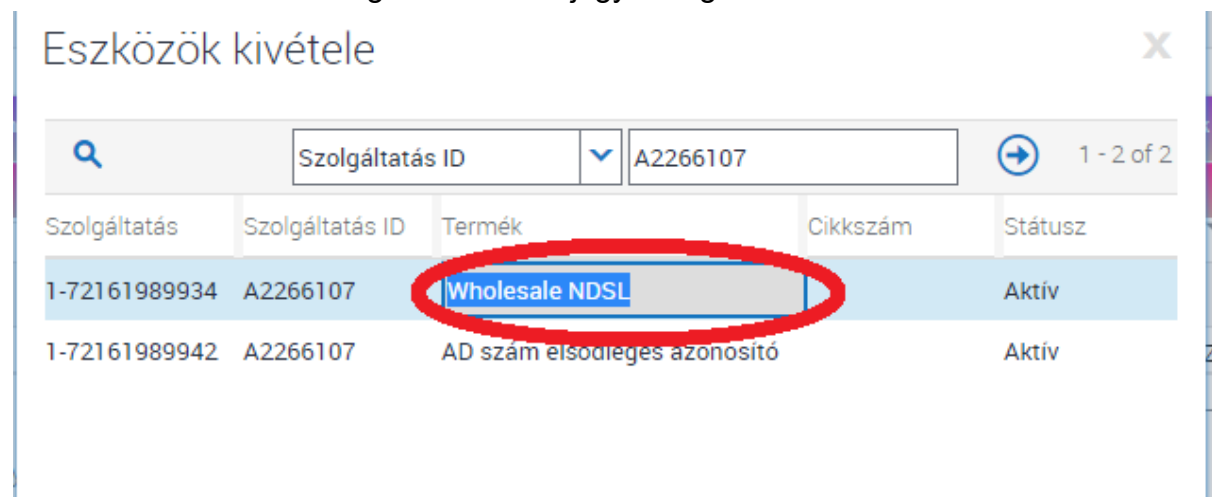 Eszközök kivétele
X
Szolgáltatás ID A2266107 1 - 2 of 2
Szolgáltatás Szolgáltatás ID Termék Cikkszám Státusz
1-72161989934 A2266107 Wholesale NDSL Aktív
1-72161989942 A2266107 AD szám elsődleges azonosító Aktív